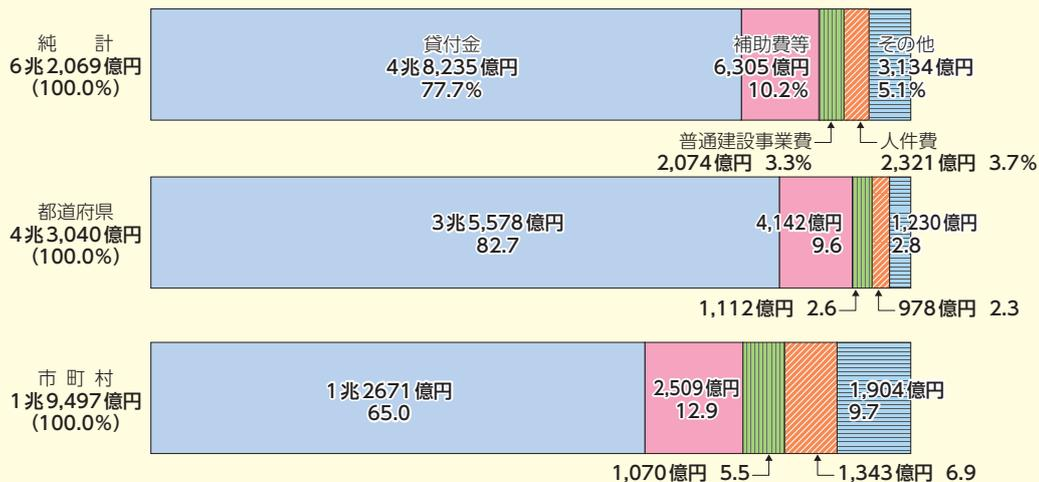 純　　計
6兆2,069億円
(100.0%)
貸付金
4兆8,235億円
77.7%
補助費等
6,305億円
10.2%
その他
3,134億円
5.1%
普通建設事業費
2,074億円 3.3%
人件費
2,321億円 3.7%
都道府県
4兆3,040億円
(100.0%)
3兆5,578億円
82.7
4,142億円
9.6
1,230億円
2.8
1,112億円 2.6
978億円 2.3
市 町 村
1兆9,497億円
(100.0%)
1兆2671億円
65.0
2,509億円
12.9
1,904億円
9.7
1,070億円 5.5
1,343億円 6.9